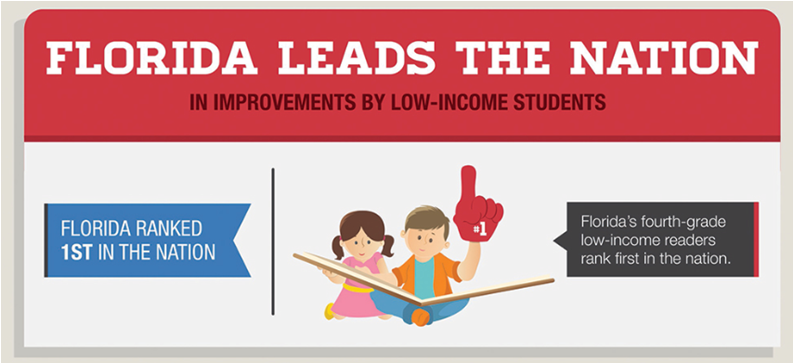 FLORIDA LEADS THE NATION
IN IMPROVEMENTS BY LOW-INCOME STUDENTS
FLORIDA RANKED
1ST IN THE NATION
#1
Florida's fourth-grade
low-income readers
rank first in the nation.